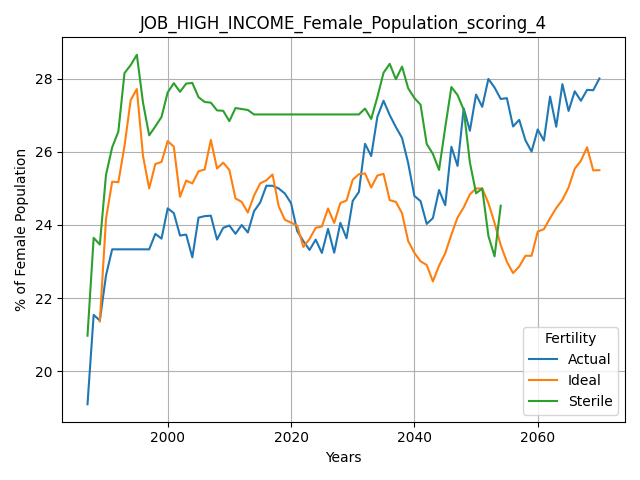 JOB_HIGH_INCOME_Female_Population_scoring_4
% of Female Population
28
26
24
22
20
2000
2020
2040
2060
Years
Fertility
Actual
Ideal
Sterile